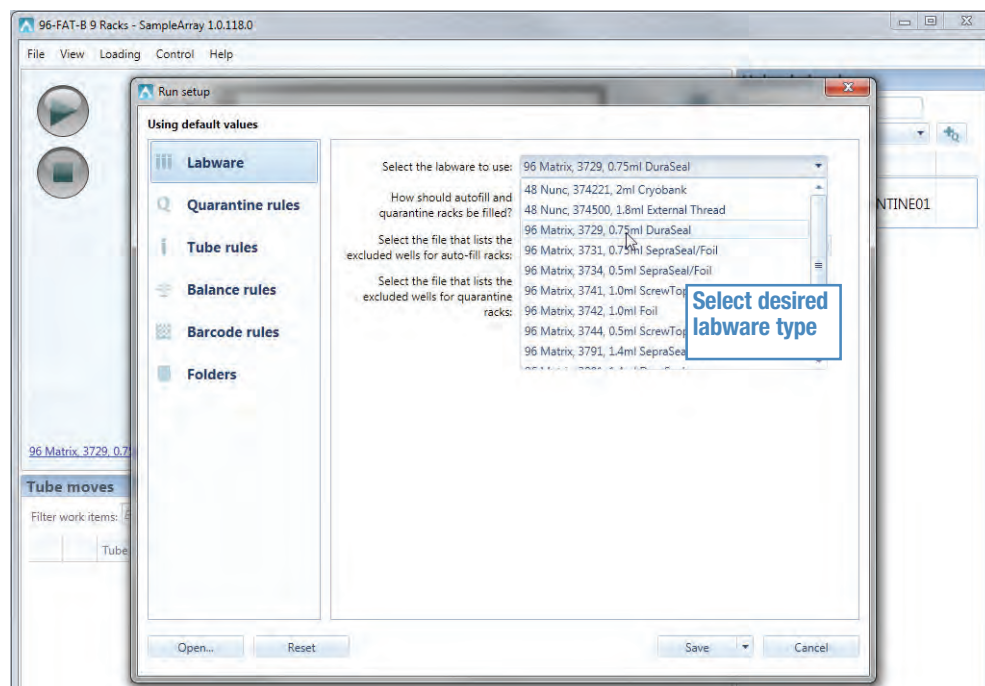 96-FAT-B 9 Racks - SampleArray 1.0.118.0
File View Loading Control Help
Run setup
Using default values
Labware
Quarantine rules
Tube rules
Balance rules
Barcode rules
Folders
Select the labware to use:
96 Matrix, 3729, 0.75ml DuraSeal
How should autofill and
quarantine racks be filled?
Select the file that lists the
excluded wells for auto-fill racks:
Select the file that lists the
excluded wells for quarantine
racks:
48 Nunc, 374221, 2ml Cryobank
48 Nunc, 374500, 1.8ml External Thread
96 Matrix, 3729, 0.75ml DuraSeal
96 Matrix, 3731, 0.75ml SepraSeal/Foil
96 Matrix, 3734, 0.5ml SepraSeal/Foil
96 Matrix, 3741, 1.0ml ScrewTop
96 Matrix, 3742, 1.0ml Foil
96 Matrix, 3744, 0.5ml ScrewTop
96 Matrix, 3791, 1.4ml SepraSea
Select desired
labware type
NTINE01
96 Matrix, 3729, 0.7
Tube moves
Filter work items:
Tube
Open... Reset Save Cancel